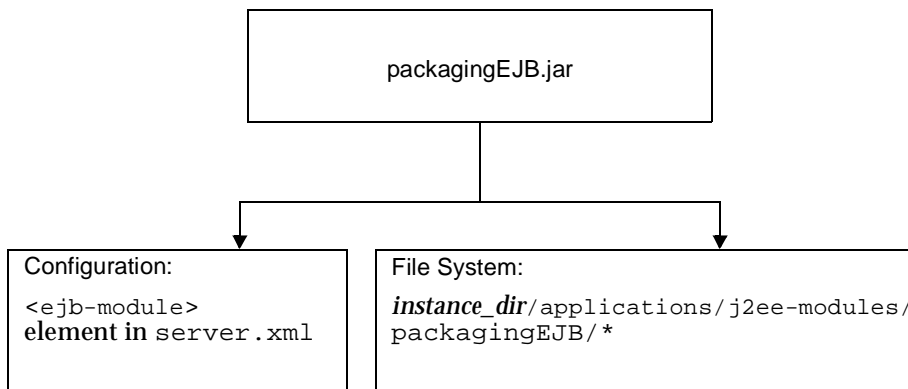 packagingEJB.jar
Configuration:
<ejb-module>
element in server.xml
File System:
instance_dir/applications/j2ee-modules/
packagingEJB/*